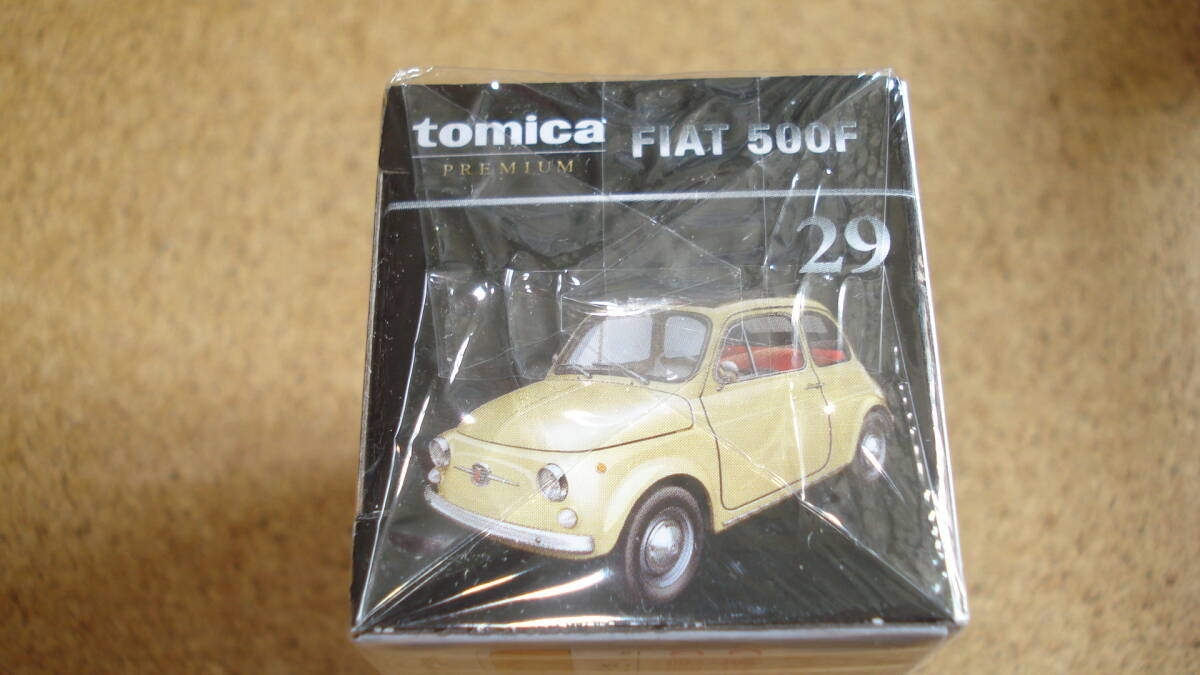 tomica FIAT 500F
PREMIUM
29